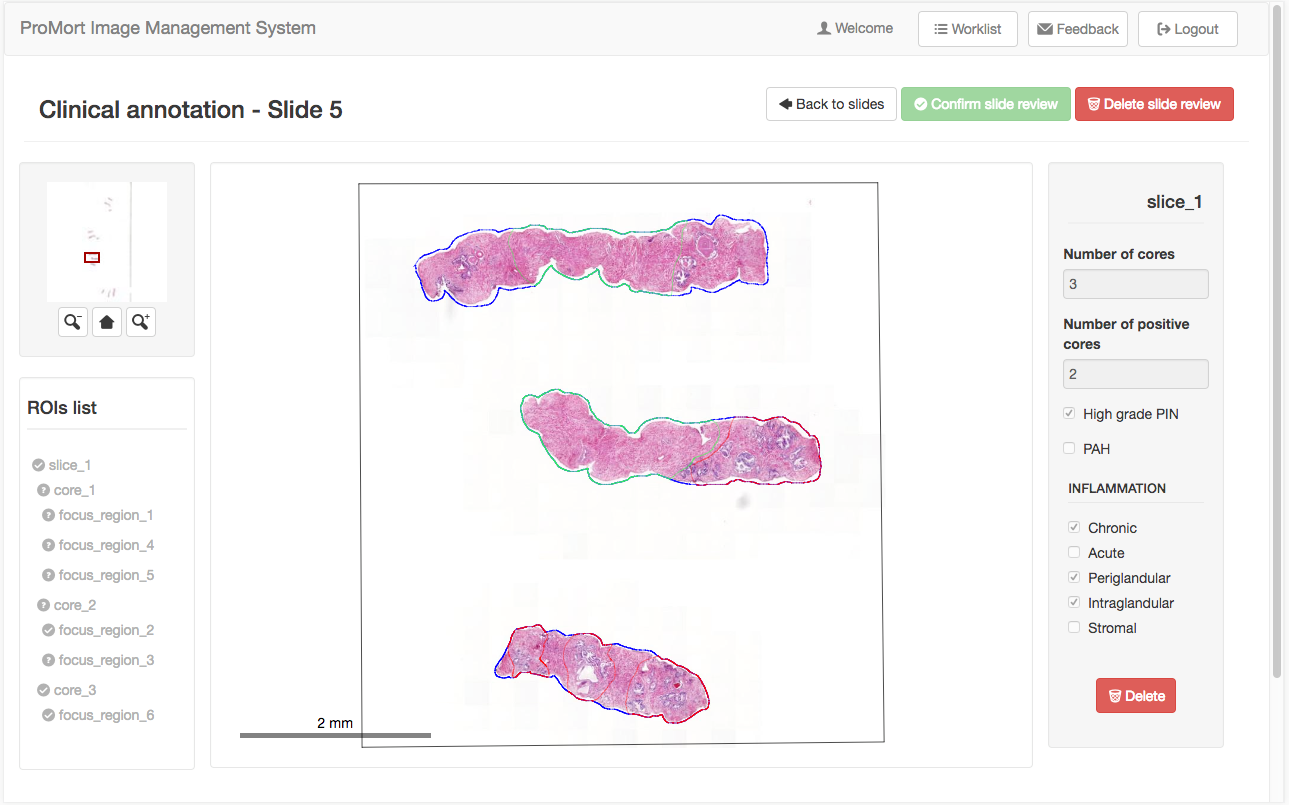 ProMort Image Management System
Welcome
Worklist
Feedback
Logout
Clinical annotation - Slide 5
Back to slides
Confirm slide review
Delete slide review
ROIs list
slice_1
core_1
focus_region_1
focus_region_4
focus_region_5
core_2
focus_region_2
focus_region_3
core_3
focus_region_6
2 mm
slice_1
Number of cores
3
Number of positive
cores
2
High grade PIN
PAH
INFLAMMATION
Chronic
Acute
Periglandular
Intraglandular
Stromal
Delete